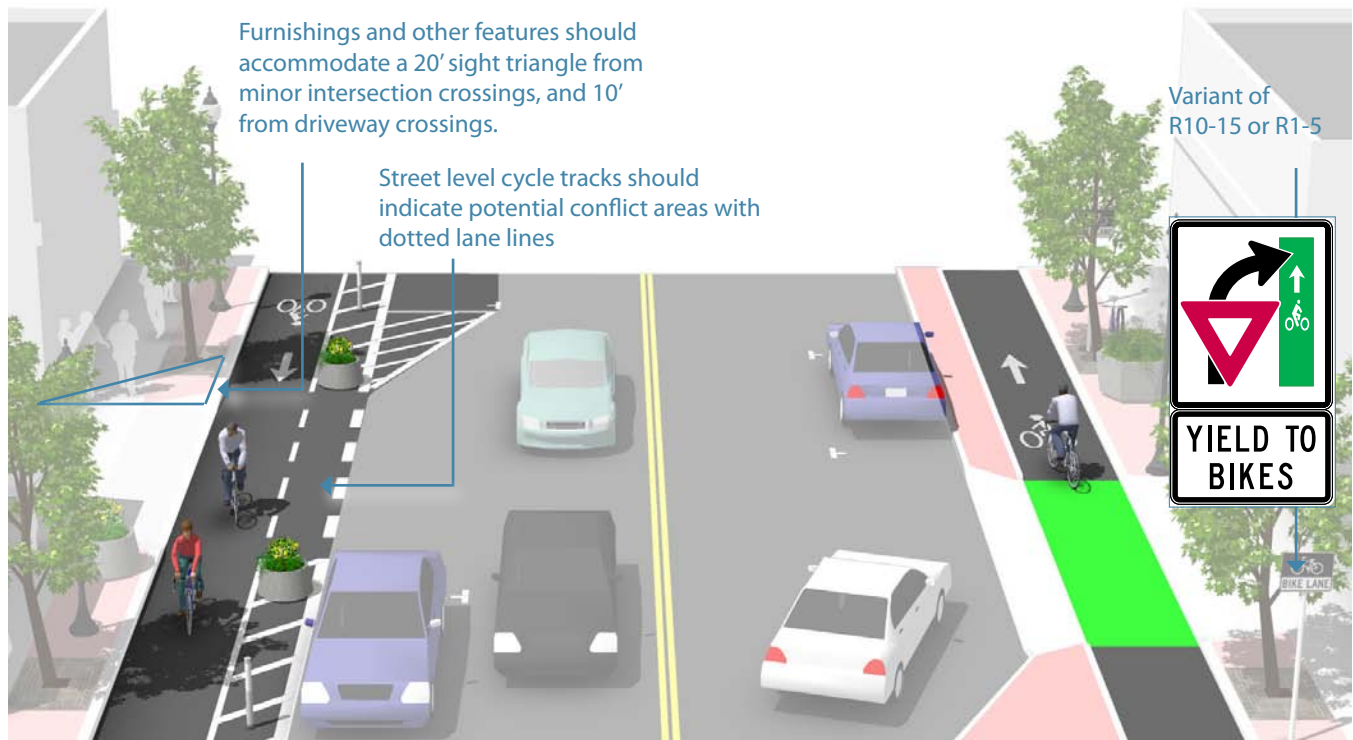 Furnishings and other features should
accommodate a 20' sight triangle from
minor intersection crossings, and 10'
from driveway crossings.
Street level cycle tracks should
indicate potential conflict areas with
dotted lane lines
Variant of
R10-15 or R1-5
YIELD TO
BIKES
BIKE LANE